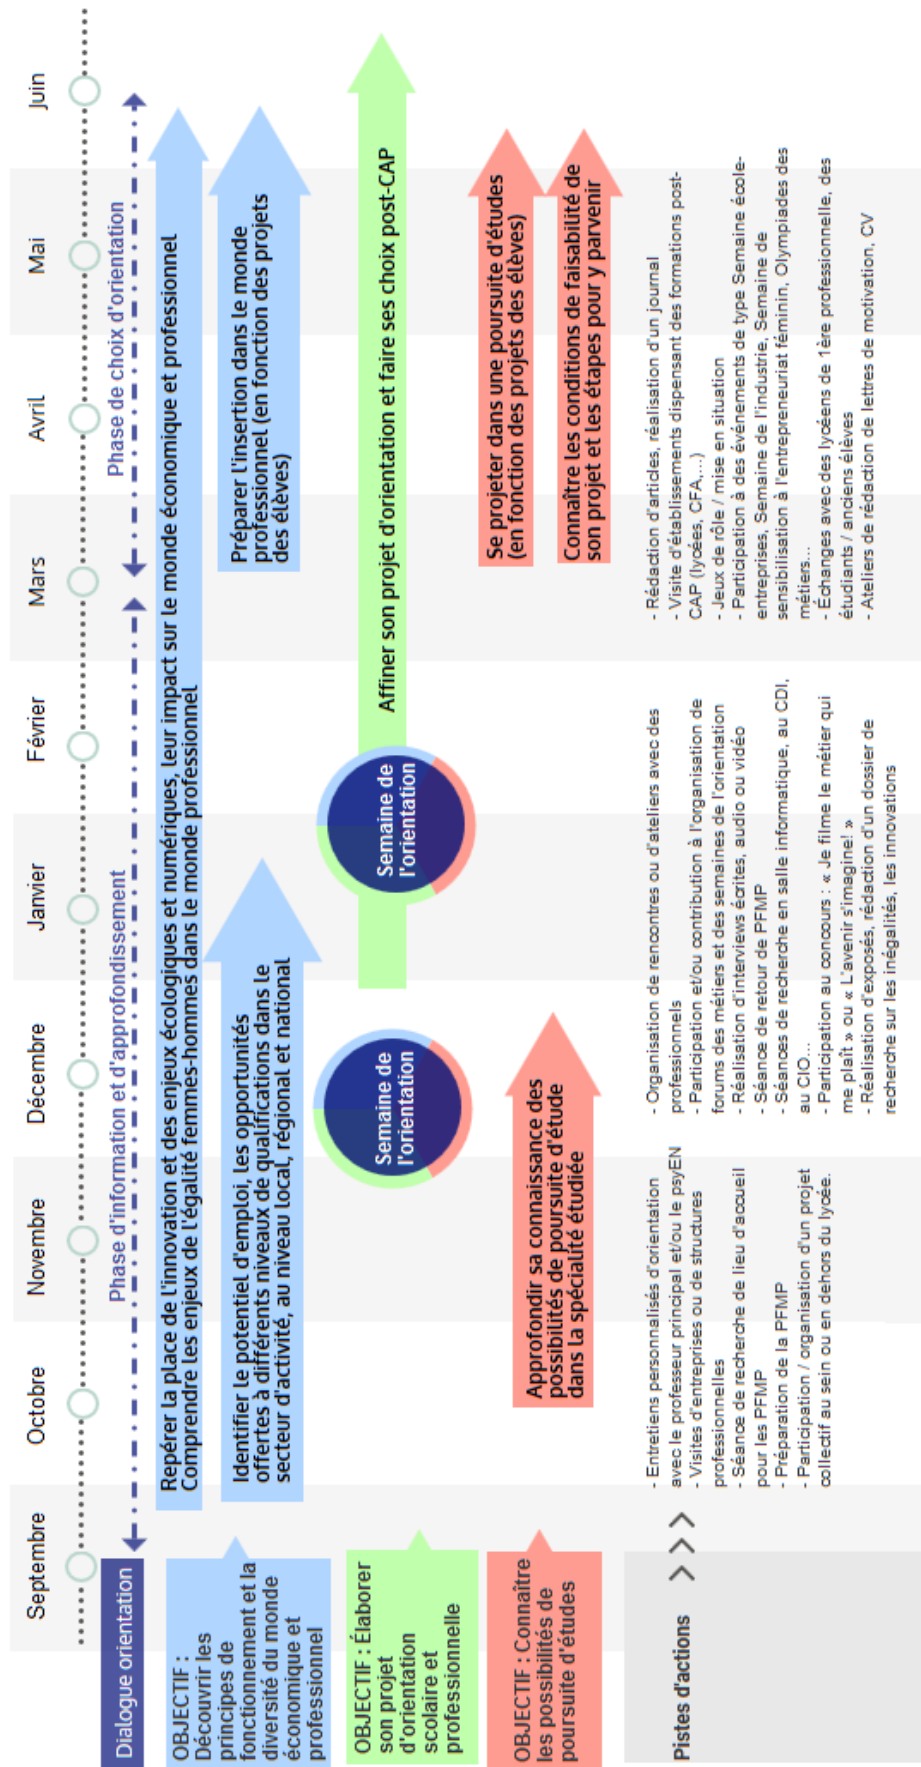 Septembre
Octobre
Novembre
Décembre
Janvier
Février
Mars
Avril
Mai
Juin
Dialogue orientation
Phase d'information et d'approfondissement
Phase de choix d'orientation
OBJECTIF :
Découvrir les
principes de
fonctionnement et la
diversité du monde
économique et
professionnel
Repérer la place de l'innovation et des enjeux écologiques et numériques, leur impact sur le monde économique et professionnel
Comprendre les enjeux de l'égalité femmes-hommes dans le monde professionnel
Identifier le potentiel d'emploi, les opportunités
offertes à différents niveaux de qualifications dans le
secteur d'activité, au niveau local, régional et national
Préparer l'insertion dans le monde
professionnel (en fonction des projets
des élèves)
OBJECTIF : Élaborer
son projet
d'orientation
scolaire et
professionnelle
Semaine de
l'orientation
Semaine de
l'orientation
Affiner son projet d'orientation et faire ses choix post-CAP
OBJECTIF : Connaître
les possibilités de
poursuite d'études
Approfondir sa connaissance des
possibilités de poursuite d'étude
dans la spécialité étudiée
Se projeter dans une poursuite d'études
(en fonction des projets des élèves)
Connaître les conditions de faisabilité de
son projet et les étapes pour y parvenir
Pistes d'actions
- Entretiens personnalisés d'orientation
avec le professeur principal et/ou le psyEN
- Visites d'entreprises ou de structures
professionnelles
- Séance de recherche de lieu d'accueil
pour les PFMP
- Préparation de la PFMP
- Participation / organisation d'un projet
collectif au sein ou en dehors du lycée.
- Organisation de rencontres ou d'ateliers avec des
professionnels
- Participation et/ou contribution à l'organisation de
forums des métiers et des semaines de l'orientation
- Réalisation d'interviews écrites, audio ou vidéo
- Séance de retour de PFMP
- Séances de recherche en salle informatique, au CDI,
au CIO...
- Participation au concours : « Je filme le métier qui
me plaît » ou « L'avenir s'imagine! »
- Réalisation d'exposés, rédaction d'un dossier de
recherche sur les inégalités, les innovations
- Rédaction d'articles, réalisation d'un journal
- Visite d'établissements dispensant des formations post-
CAP (lycées, CFA,...)
- Jeux de rôle / mise en situation
- Participation à des événements de type Semaine école-
entreprises, Semaine de l'industrie, Semaine de
sensibilisation à l'entrepreneuriat féminin, Olympiades des
métiers...
- Échanges avec des lycéens de 1ère professionnelle, des
étudiants / anciens élèves
- Ateliers de rédaction de lettres de motivation, CV